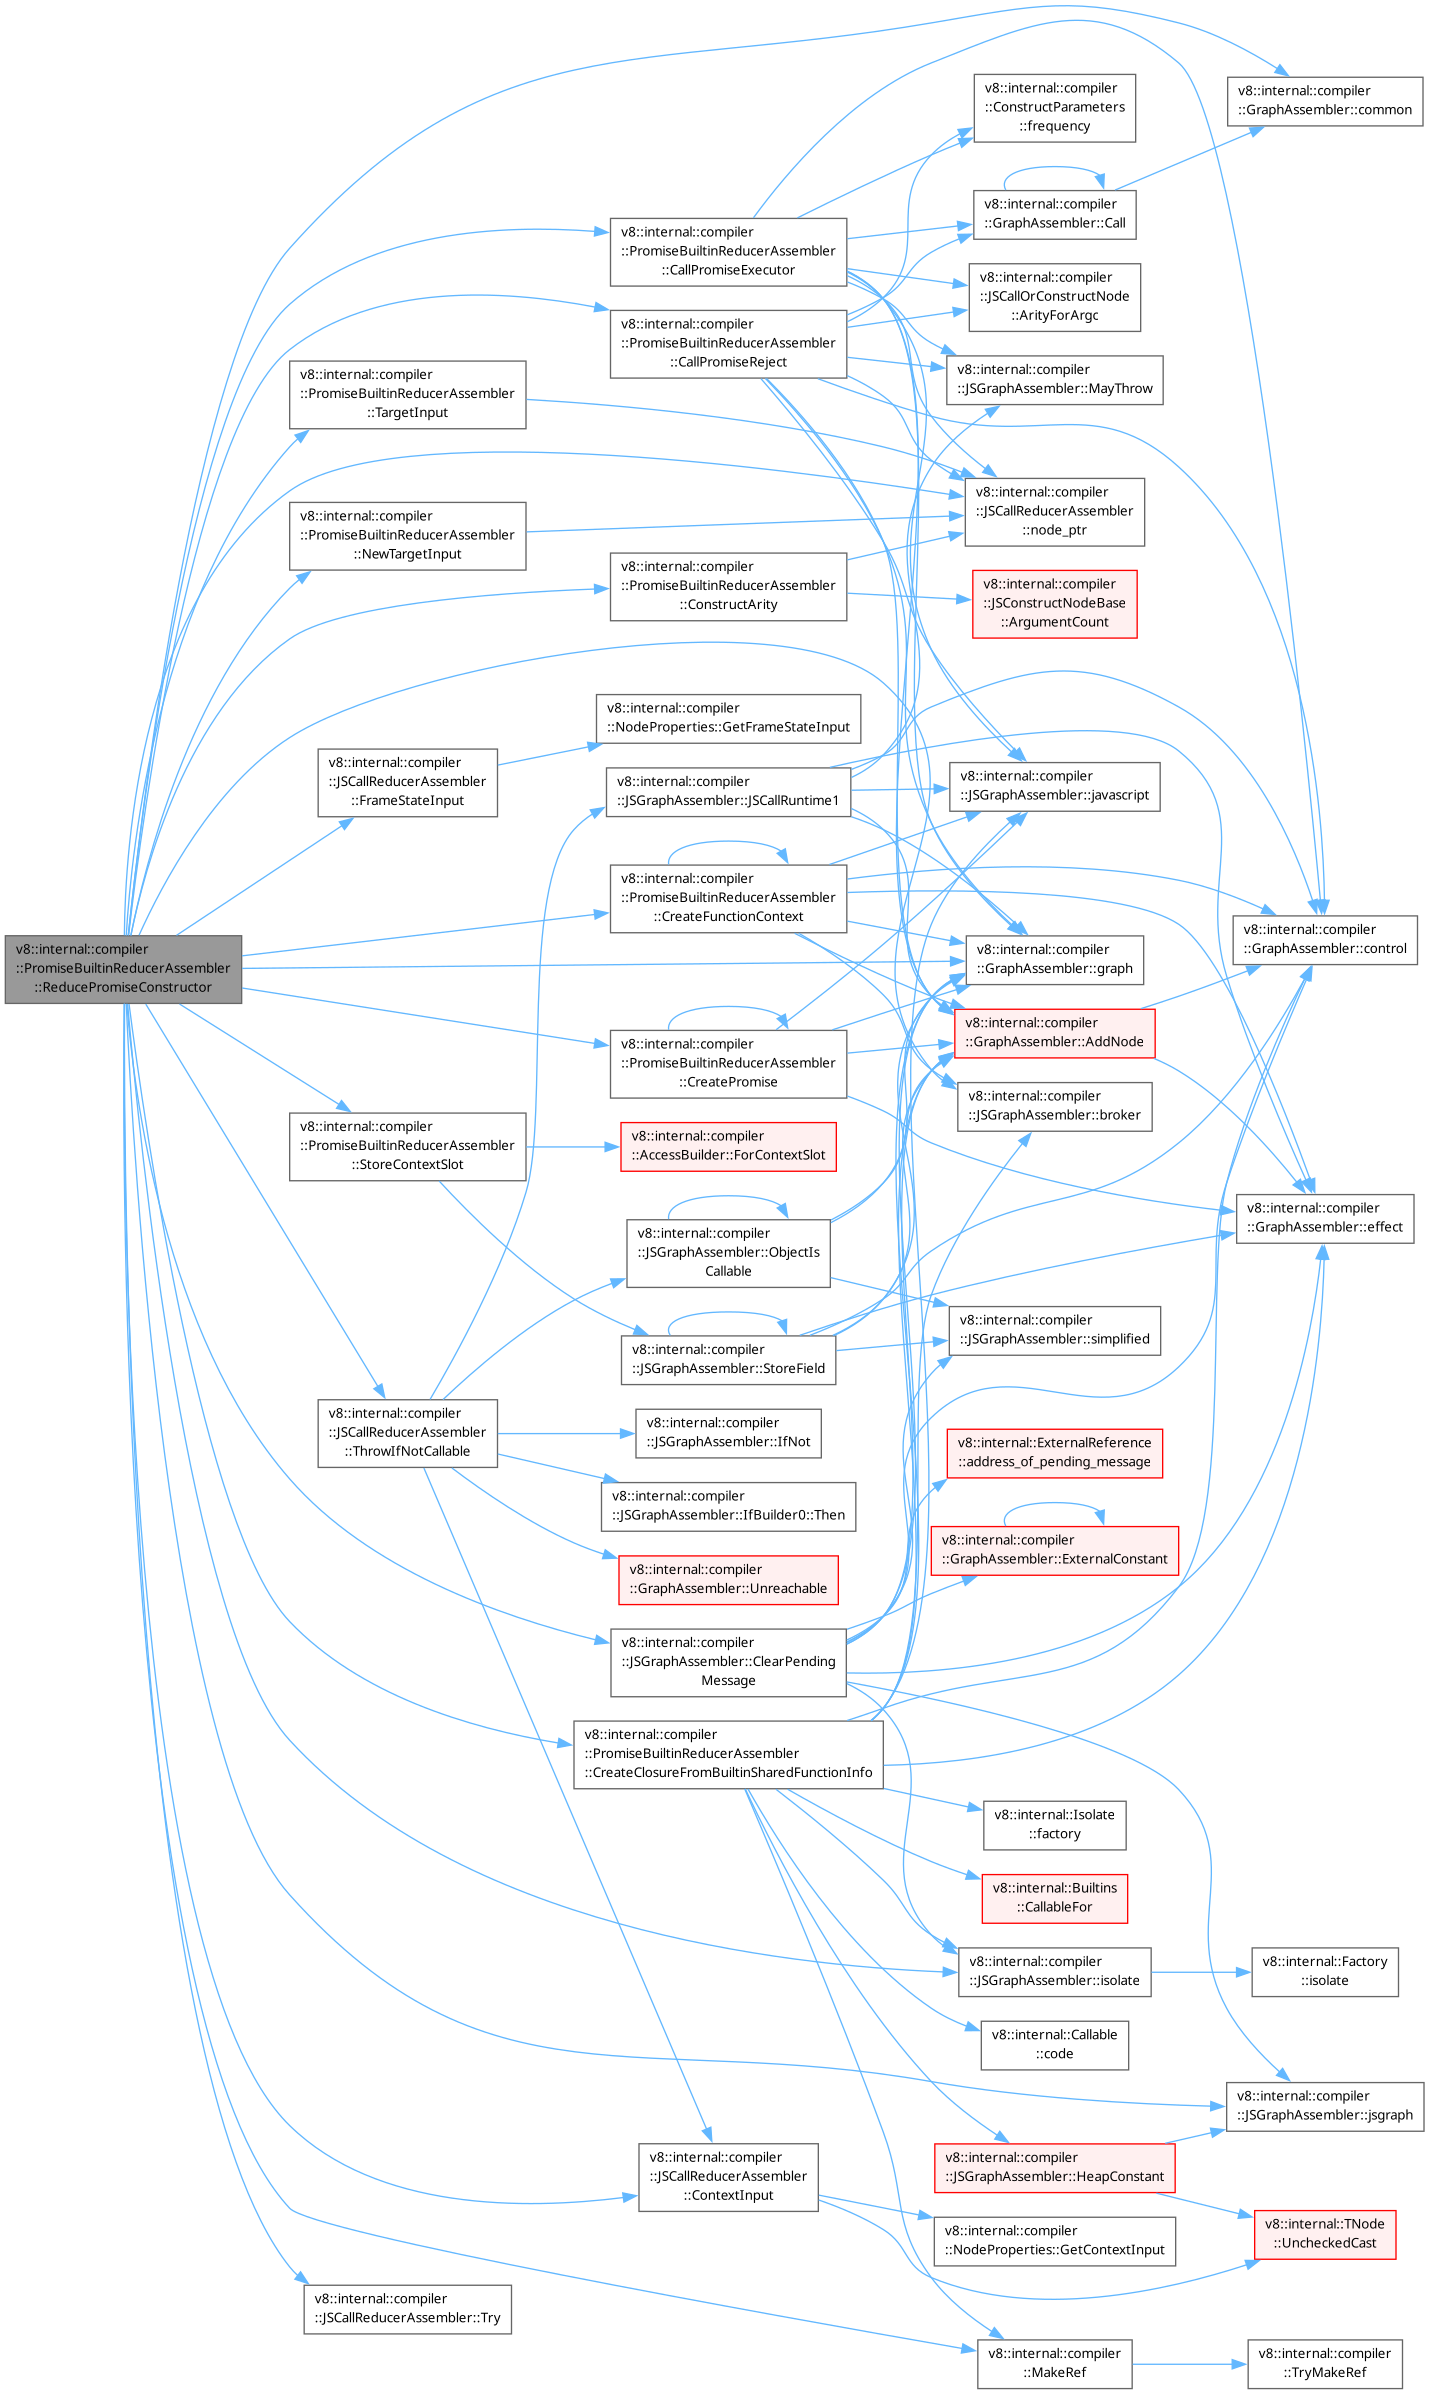 v8::internal::compiler
::PromiseBuiltinReducerAssembler
::ReducePromiseConstructor
v8::internal::compiler
::PromiseBuiltinReducerAssembler
::TargetInput
v8::internal::compiler
::PromiseBuiltinReducerAssembler
::NewTargetInput
v8::internal::compiler
::JSCallReducerAssembler
::FrameStateInput
v8::internal::compiler
::PromiseBuiltinReducerAssembler
::StoreContextSlot
v8::internal::compiler
::JSCallReducerAssembler
::ThrowIfNotCallable
v8::internal::compiler
::JSCallReducerAssembler::Try
v8::internal::compiler
::PromiseBuiltinReducerAssembler
::CallPromiseExecutor
v8::internal::compiler
::PromiseBuiltinReducerAssembler
::CallPromiseReject
v8::internal::compiler
::PromiseBuiltinReducerAssembler
::ConstructArity
v8::internal::compiler
::NodeProperties::GetFrameStateInput
v8::internal::compiler
::JSGraphAssembler::JSCallRuntime1
v8::internal::compiler
::PromiseBuiltinReducerAssembler
::CreateFunctionContext
v8::internal::compiler
::PromiseBuiltinReducerAssembler
::CreatePromise
v8::internal::compiler
::AccessBuilder::ForContextSlot
v8::internal::compiler
::JSGraphAssembler::ObjectIs
Callable
v8::internal::compiler
::JSGraphAssembler::StoreField
v8::internal::compiler
::JSGraphAssembler::IfNot
v8::internal::compiler
::JSGraphAssembler::IfBuilder0::Then
v8::internal::compiler
::GraphAssembler::Unreachable
v8::internal::compiler
::JSGraphAssembler::ClearPending
Message
v8::internal::compiler
::PromiseBuiltinReducerAssembler
::CreateClosureFromBuiltinSharedFunctionInfo
v8::internal::compiler
::JSCallReducerAssembler
::ContextInput
v8::internal::compiler
::ConstructParameters
::frequency
v8::internal::compiler
::GraphAssembler::Call
v8::internal::compiler
::JSCallOrConstructNode
::ArityForArgc
v8::internal::compiler
::JSGraphAssembler::MayThrow
v8::internal::compiler
::JSCallReducerAssembler
::node_ptr
v8::internal::compiler
::JSConstructNodeBase
::ArgumentCount
v8::internal::compiler
::JSGraphAssembler::javascript
v8::internal::compiler
::GraphAssembler::graph
v8::internal::compiler
::GraphAssembler::AddNode
v8::internal::compiler
::JSGraphAssembler::broker
v8::internal::compiler
::JSGraphAssembler::simplified
v8::internal::ExternalReference
::address_of_pending_message
v8::internal::compiler
::GraphAssembler::ExternalConstant
v8::internal::Isolate
::factory
v8::internal::Builtins
::CallableFor
v8::internal::compiler
::JSGraphAssembler::isolate
v8::internal::Callable
::code
v8::internal::compiler
::JSGraphAssembler::HeapConstant
v8::internal::compiler
::NodeProperties::GetContextInput
v8::internal::compiler
::MakeRef
v8::internal::compiler
::GraphAssembler::common
v8::internal::compiler
::GraphAssembler::control
v8::internal::compiler
::GraphAssembler::effect
v8::internal::Factory
::isolate
v8::internal::compiler
::JSGraphAssembler::jsgraph
v8::internal::TNode
::UncheckedCast
v8::internal::compiler
::TryMakeRef